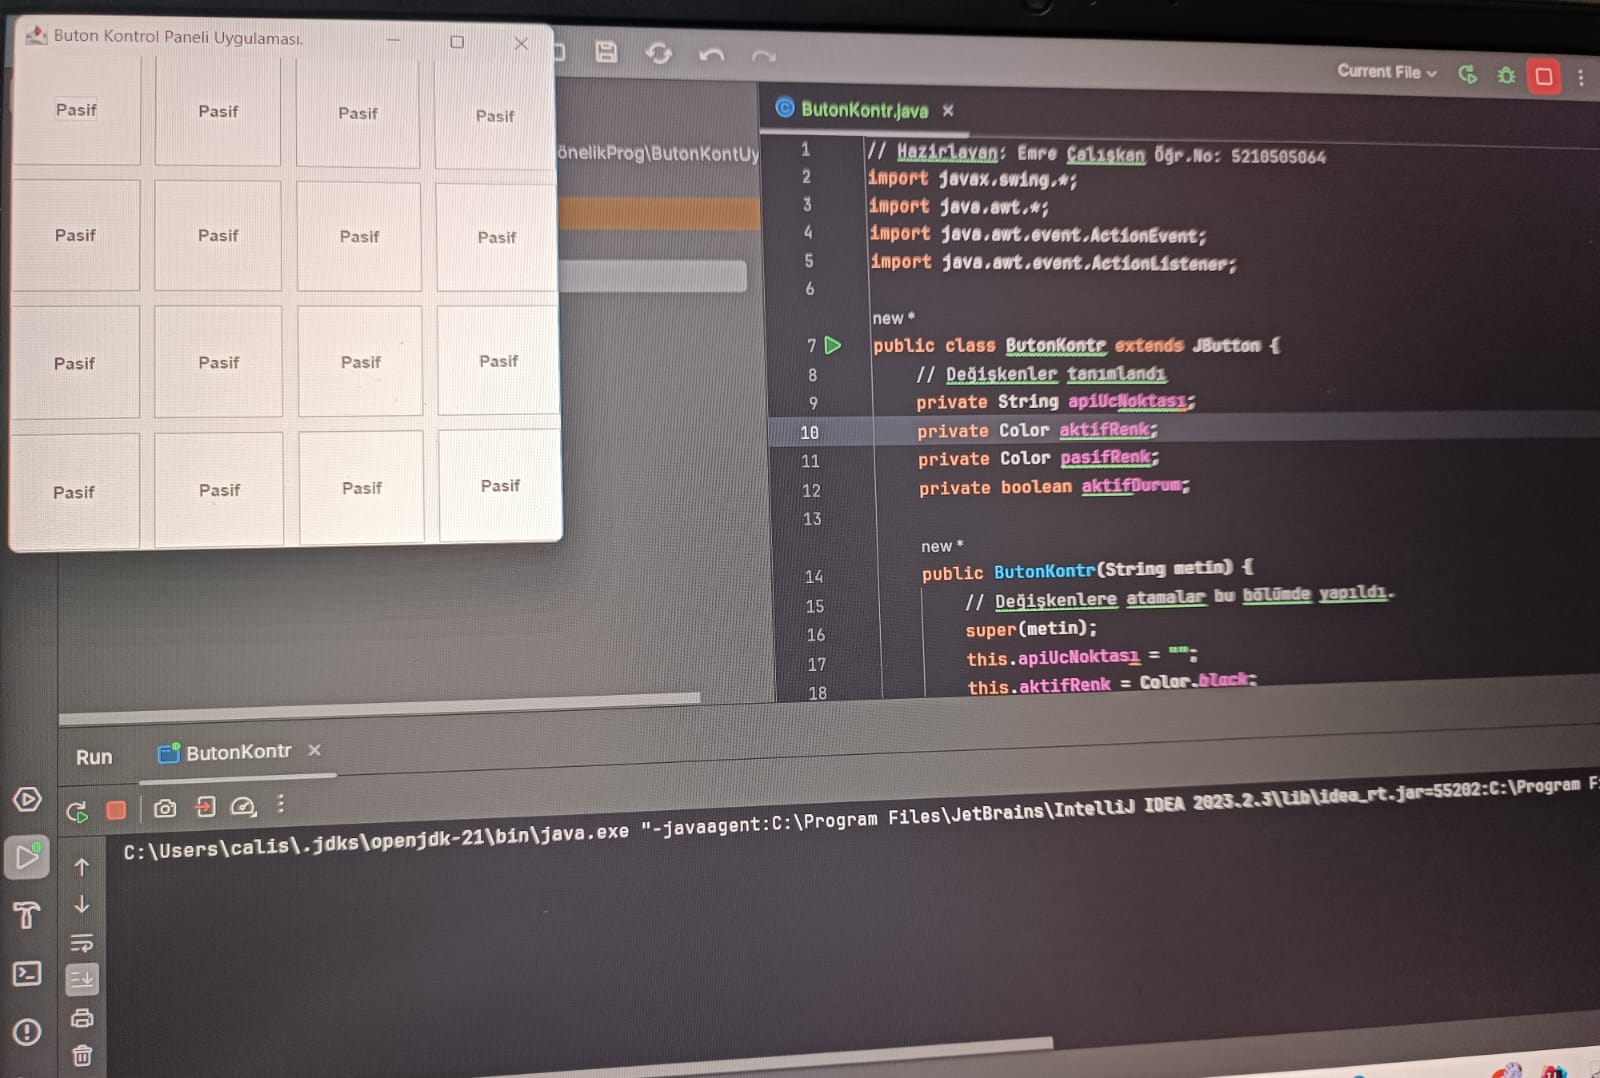 Buton Kontrol Paneli Uygulaması.
Pasif Pasif Pasif Pasif
Pasif Pasif Pasif Pasif
Pasif Pasif Pasif Pasif
Pasif Pasif Pasif Pasif
Current File
önelikProg\ButonKontUy
ButonKontr.java
1 // Hazırlayan: Emre Çalışkan Öğr.No: 5210505064
2 import javax.swing.*;
3 import java.awt.*;
4 import java.awt.event.ActionEvent;
5 import java.awt.event.ActionListener;
6
new *
7 public class ButonKontr extends JButton {
8 // Değişkenler tanımlandı
9 private String apiUcNoktası;
10 private Color aktifRenk;
11 private Color pasifRenk;
12 private boolean aktifDurum;
13
new *
14 public ButonKontr(String metin) {
15 // Değişkenlere atamalar bu bölümde yapıldı.
16 super(metin);
17 this.apiUcNoktası = "";
18 this.aktifRenk = Color.black;
Run ButonKontr
C:\Users\calis\.jdks\openjdk-21\bin\java.exe "-javaagent:C:\Program Files\JetBrains\IntelliJ IDEA 2023.2.3\lib\idea_rt.jar=55202:C:\Program F